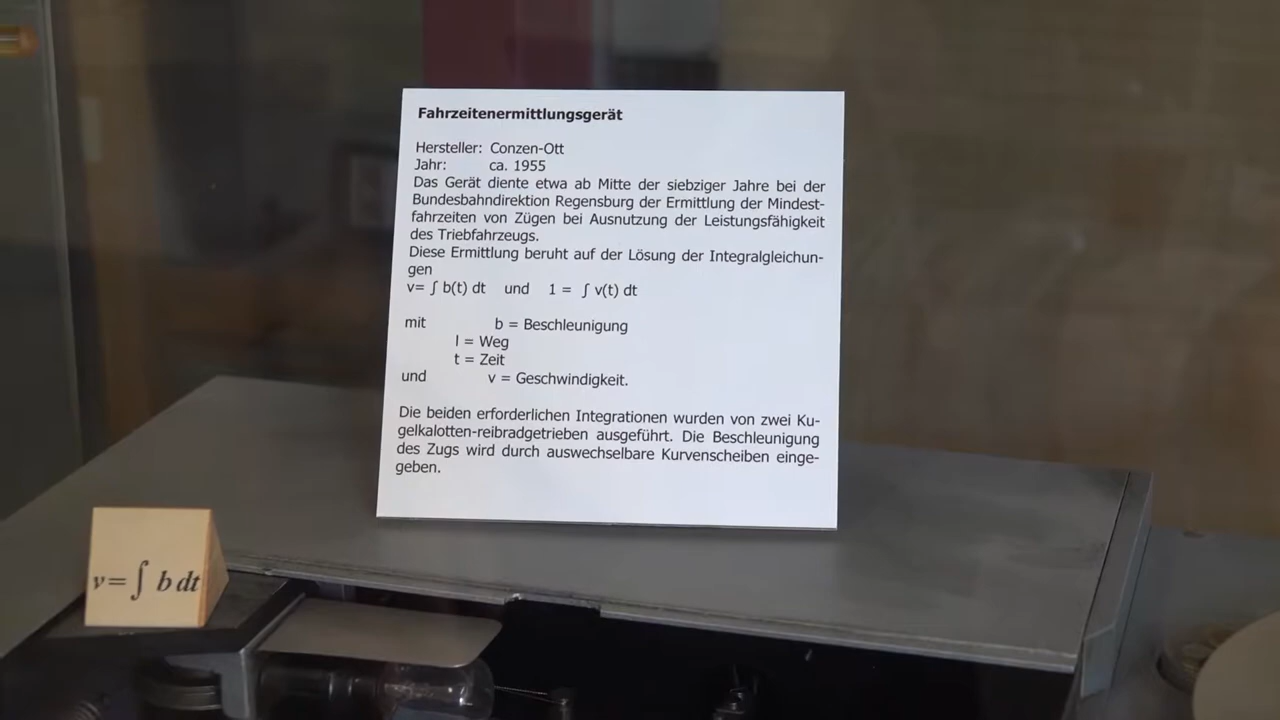 Fahrzeitenermittlungsgerät
Hersteller: Conzen-Ott
Jahr: ca. 1955
Das Gerät diente etwa ab Mitte der siebziger Jahre bei der
Bundesbahndirektion Regensburg der Ermittlung der Mindest-
fahrzeiten von Zügen bei Ausnutzung der Leistungsfähigkeit
des Triebfahrzeugs.
Diese Ermittlung beruht auf der Lösung der Integralgleichun-
gen
v= ∫ b(t) dt und 1 = ∫ v(t) dt
mit b = Beschleunigung
l = Weg
t = Zeit
und v = Geschwindigkeit.
Die beiden erforderlichen Integrationen wurden von zwei Ku-
gelkalotten-reibradgetrieben ausgeführt. Die Beschleunigung
des Zugs wird durch auswechselbare Kurvenscheiben einge-
geben.
v=∫ b dt